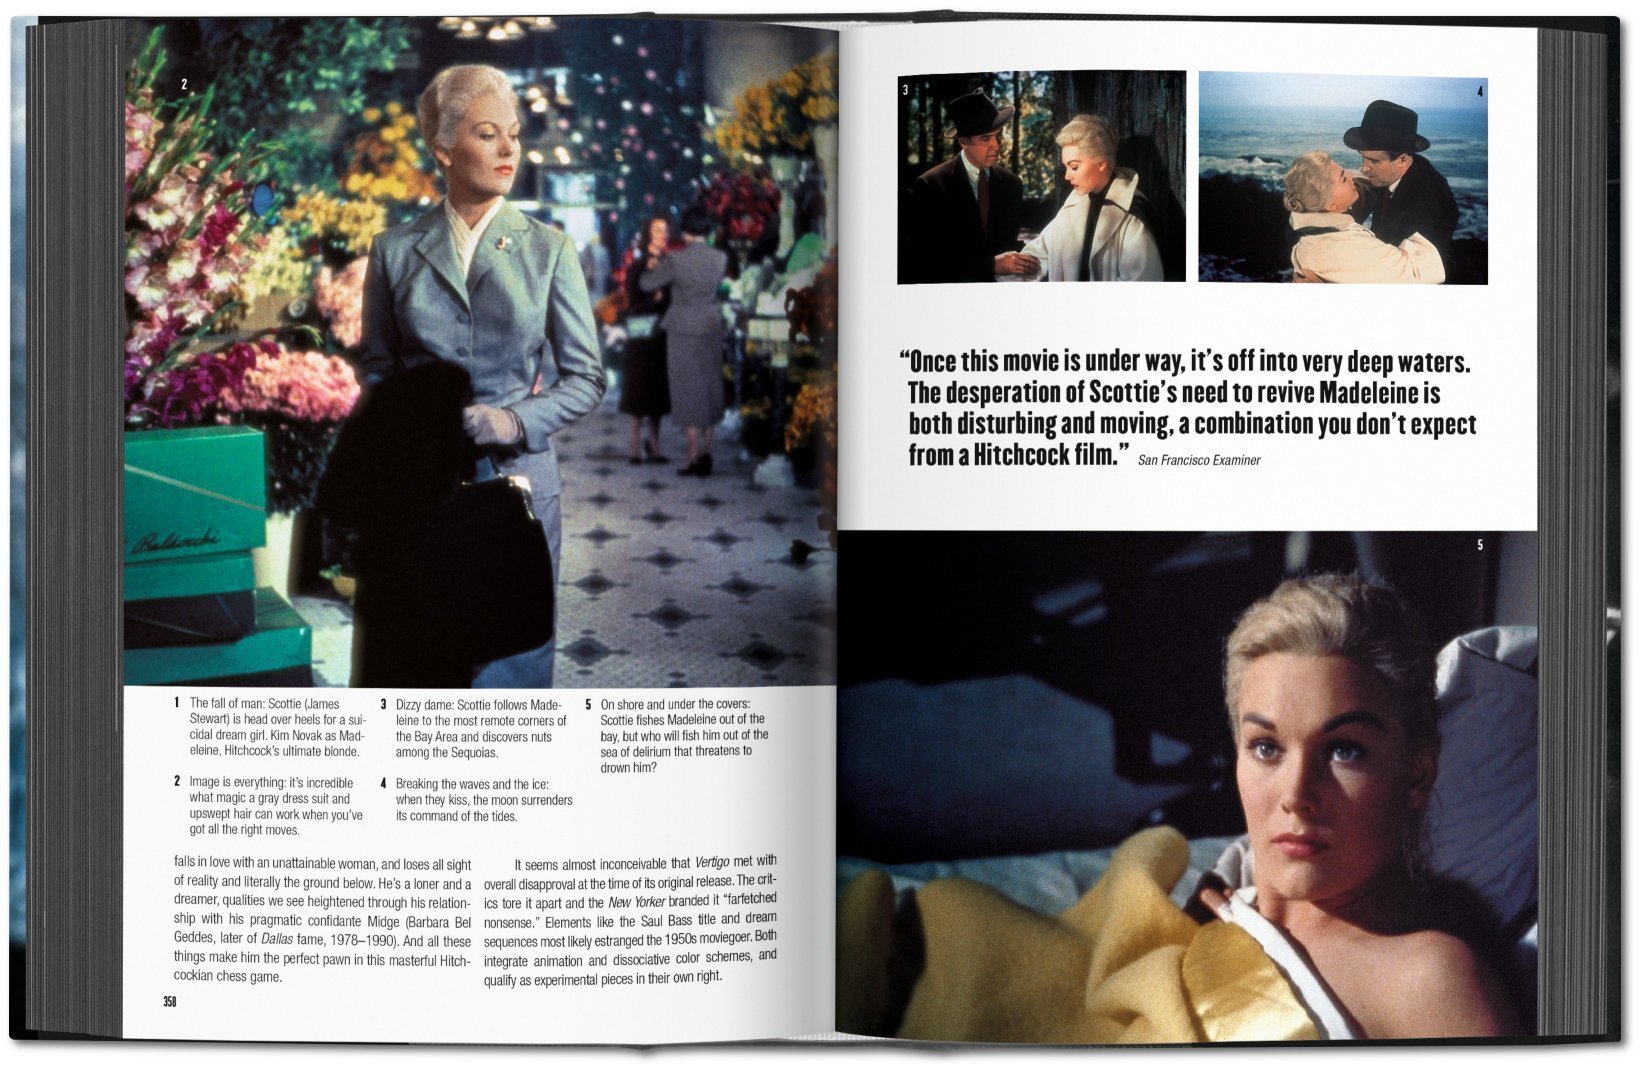 2
Baldocchi
1 The fall of man: Scottie (James
Stewart) is head over heels for a sui-
cidal dream girl. Kim Novak as Mad-
eleine, Hitchcock's ultimate blonde.
2 Image is everything: it's incredible
what magic a gray dress suit and
upswept hair can work when you've
got all the right moves.
3 Dizzy dame: Scottie follows Made-
leine to the most remote corners of
the Bay Area and discovers nuts
among the Sequoias.
4 Breaking the waves and the ice:
when they kiss, the moon surrenders
its command of the tides.
5 On shore and under the covers:
Scottie fishes Madeleine out of the
bay, but who will fish him out of the
sea of delirium that threatens to
drown him?
falls in love with an unattainable woman, and loses all sight
of reality and literally the ground below. He's a loner and a
dreamer, qualities we see heightened through his relation-
ship with his pragmatic confidante Midge (Barbara Bel
Geddes, later of Dallas fame, 1978–1990). And all these
things make him the perfect pawn in this masterful Hitch-
cockian chess game.
It seems almost inconceivable that Vertigo met with
overall disapproval at the time of its original release. The crit-
ics tore it apart and the New Yorker branded it “farfetched
nonsense.” Elements like the Saul Bass title and dream
sequences most likely estranged the 1950s moviegoer. Both
integrate animation and dissociative color schemes, and
qualify as experimental pieces in their own right.
358
3
4
“Once this movie is under way, it's off into very deep waters.
The desperation of Scottie's need to revive Madeleine is
both disturbing and moving, a combination you don't expect
from a Hitchcock film.” San Francisco Examiner
5